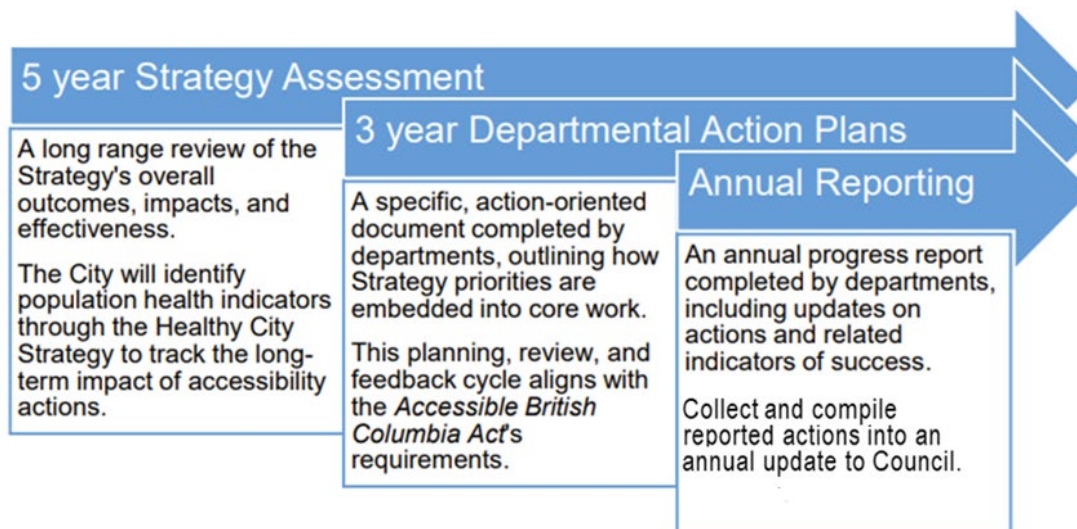 5 year Strategy Assessment
A long range review of the
Strategy's overall
outcomes, impacts, and
effectiveness.
The City will identify
population health indicators
through the Healthy City
Strategy to track the long-
term impact of accessibility
actions.
3 year Departmental Action Plans
A specific, action-oriented
document completed by
departments, outlining how
Strategy priorities are
embedded into core work.
This planning, review, and
feedback cycle aligns with
the Accessible British
Columbia Act's
requirements.
Annual Reporting
An annual progress report
completed by departments,
including updates on
actions and related
indicators of success.
Collect and compile
reported actions into an
annual update to Council.